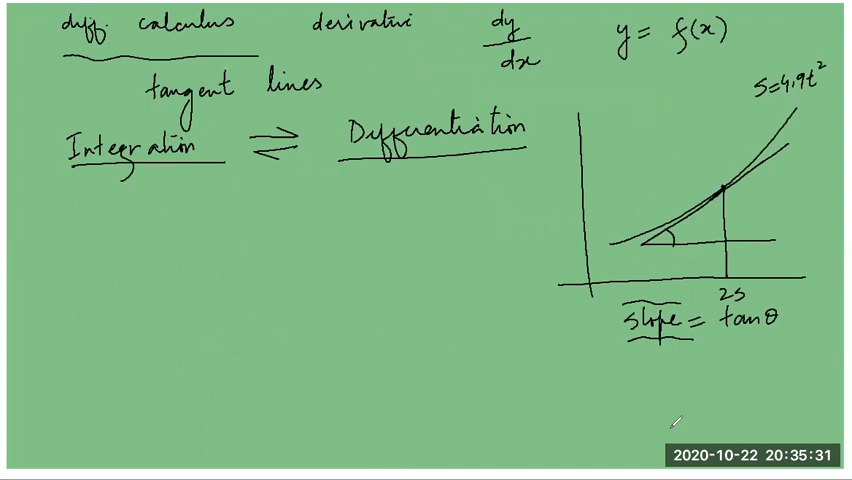 diff. calculus derivative dy/dx y = f(x)
tangent lines
S=4.9t²
Integration ⇌ Differentiation
2s
slope = tanθ
2020-10-22 20:35:31